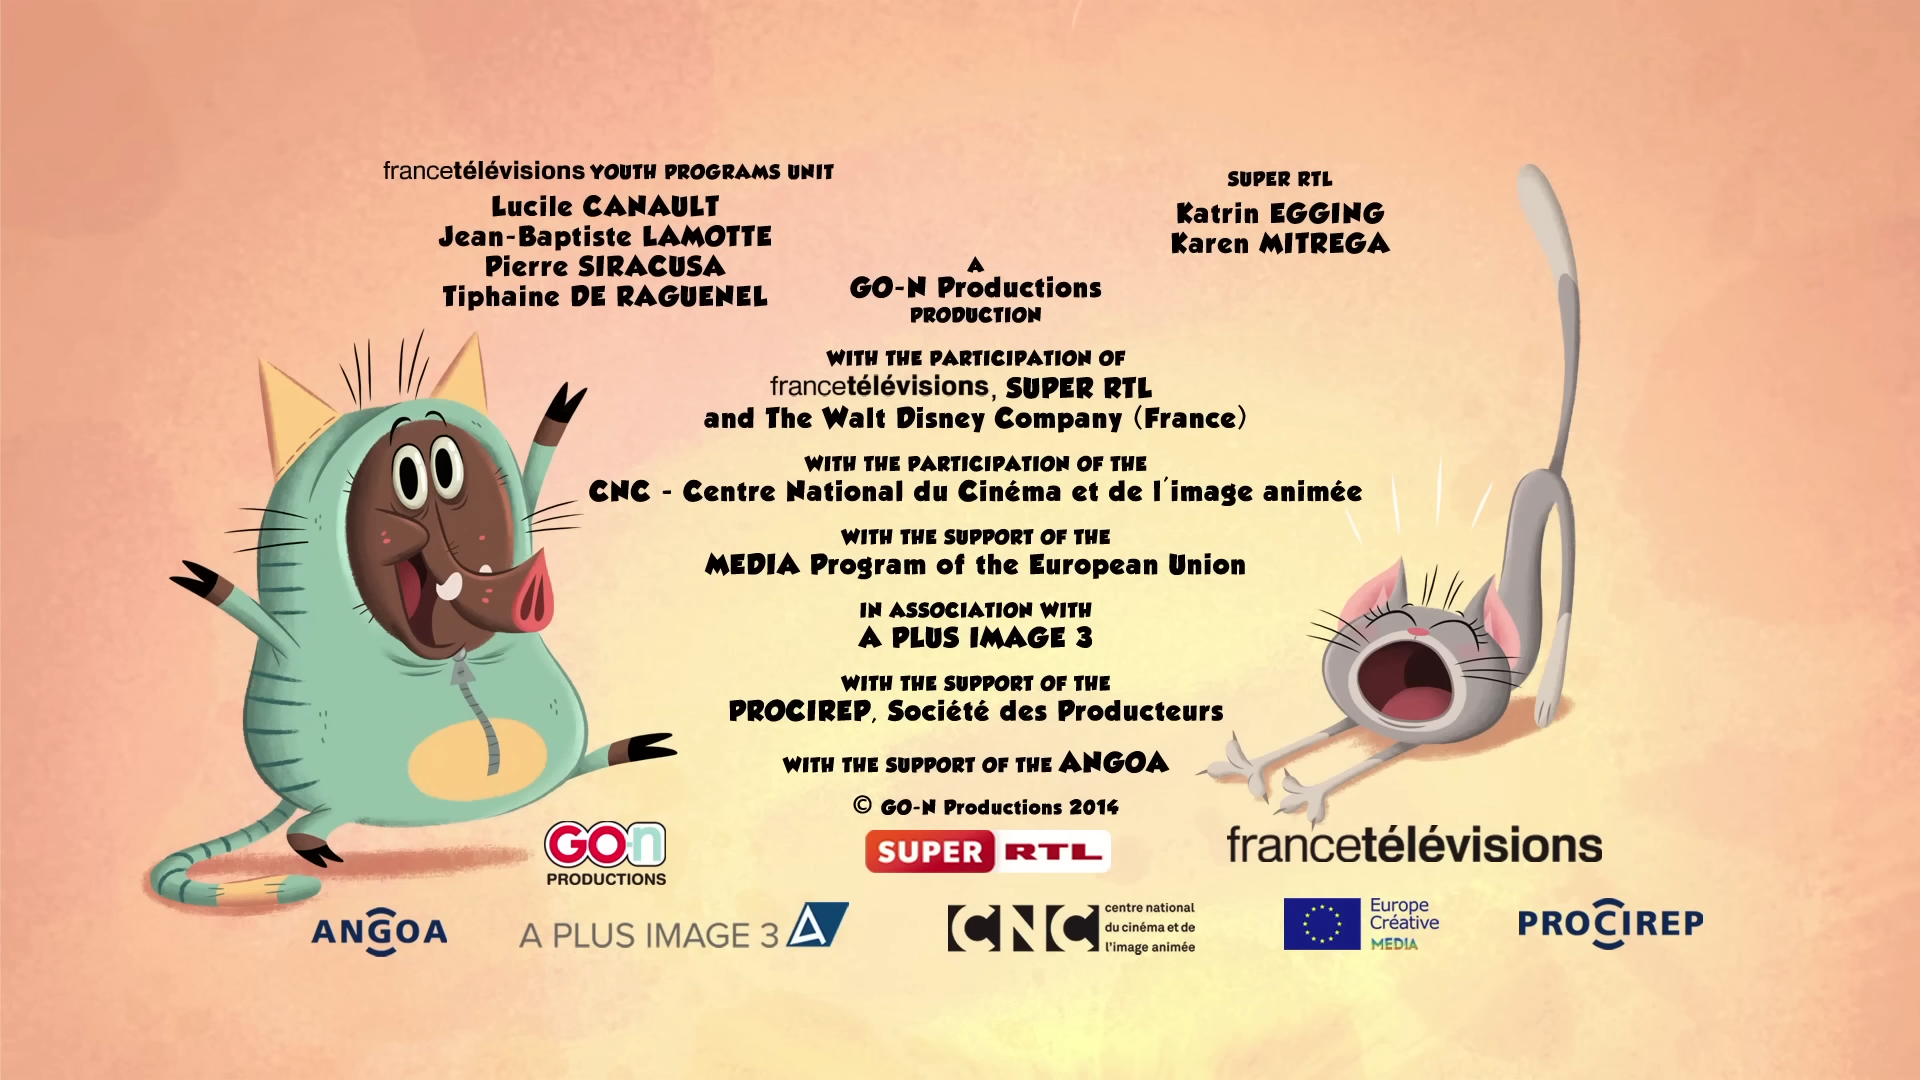 francetélévisions YOUTH PROGRAMS UNIT
Lucile CANAULT
Jean-Baptiste LAMOTTE
Pierre SIRACUSA
Tiphaine DE RAGUENEL
SUPER RTL
Katrin EGGING
Karen MITREGA
A
GO-N Productions
PRODUCTION
WITH THE PARTICIPATION OF
francetélévisions, SUPER RTL
and The Walt Disney Company (France)
WITH THE PARTICIPATION OF THE
CNC - Centre National du Cinéma et de l'image animée
WITH THE SUPPORT OF THE
MEDIA Program of the European Union
IN ASSOCIATION WITH
A PLUS IMAGE 3
WITH THE SUPPORT OF THE
PROCIREP, Société des Producteurs
WITH THE SUPPORT OF THE ANGOA
© GO-N Productions 2014
GO-n
PRODUCTIONS
SUPER RTL
francetélévisions
ANGOA
A PLUS IMAGE 3
CNC
centre national
du cinéma et de
l'image animée
Europe
Créative
MEDIA
PROCIREP